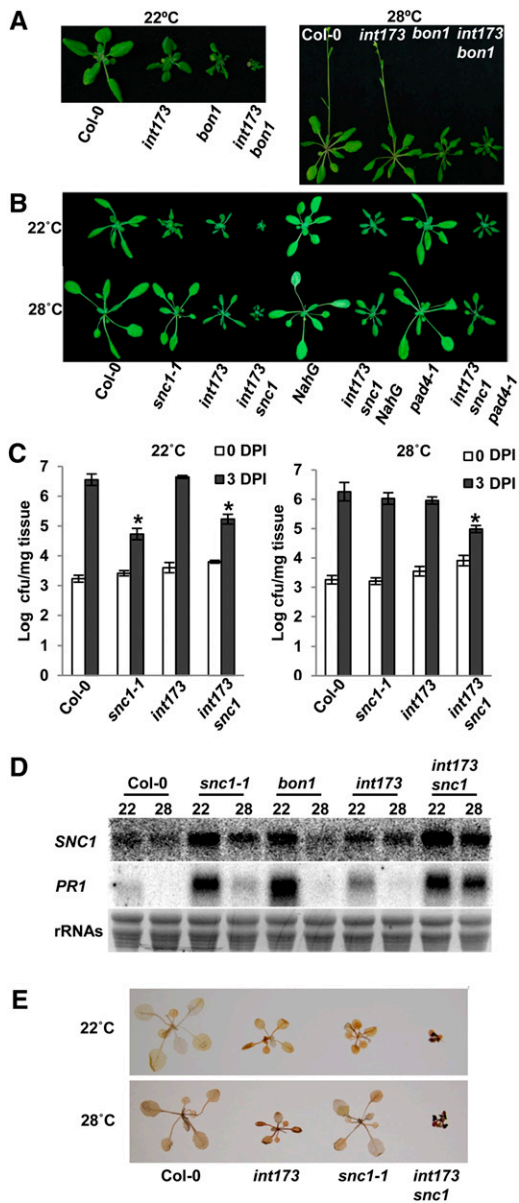 A
22ºC
28ºC
Col-0
int173
bon1
int173
bon1
Col-0
int173
bon1
int173
bon1
B
22°C
28°C
Col-0
snc1-1
int173
int173
snc1
NahG
int173
snc1
NahG
pad4-1
int173
snc1
pad4-1
C
22˚C
0 DPI
3 DPI
Log cfu/mg tissue
7
6
5
4
3
2
1
0
*
*
Col-0
snc1-1
int173
int173
snc1
28˚C
0 DPI
3 DPI
Log cfu/mg tissue
7
6
5
4
3
2
1
0
*
Col-0
snc1-1
int173
int173
snc1
D
Col-0
snc1-1
bon1
int173
int173
snc1
22 28 22 28 22 28 22 28 22 28
SNC1
PR1
rRNAs
E
22˚C
28˚C
Col-0
int173
snc1-1
int173
snc1